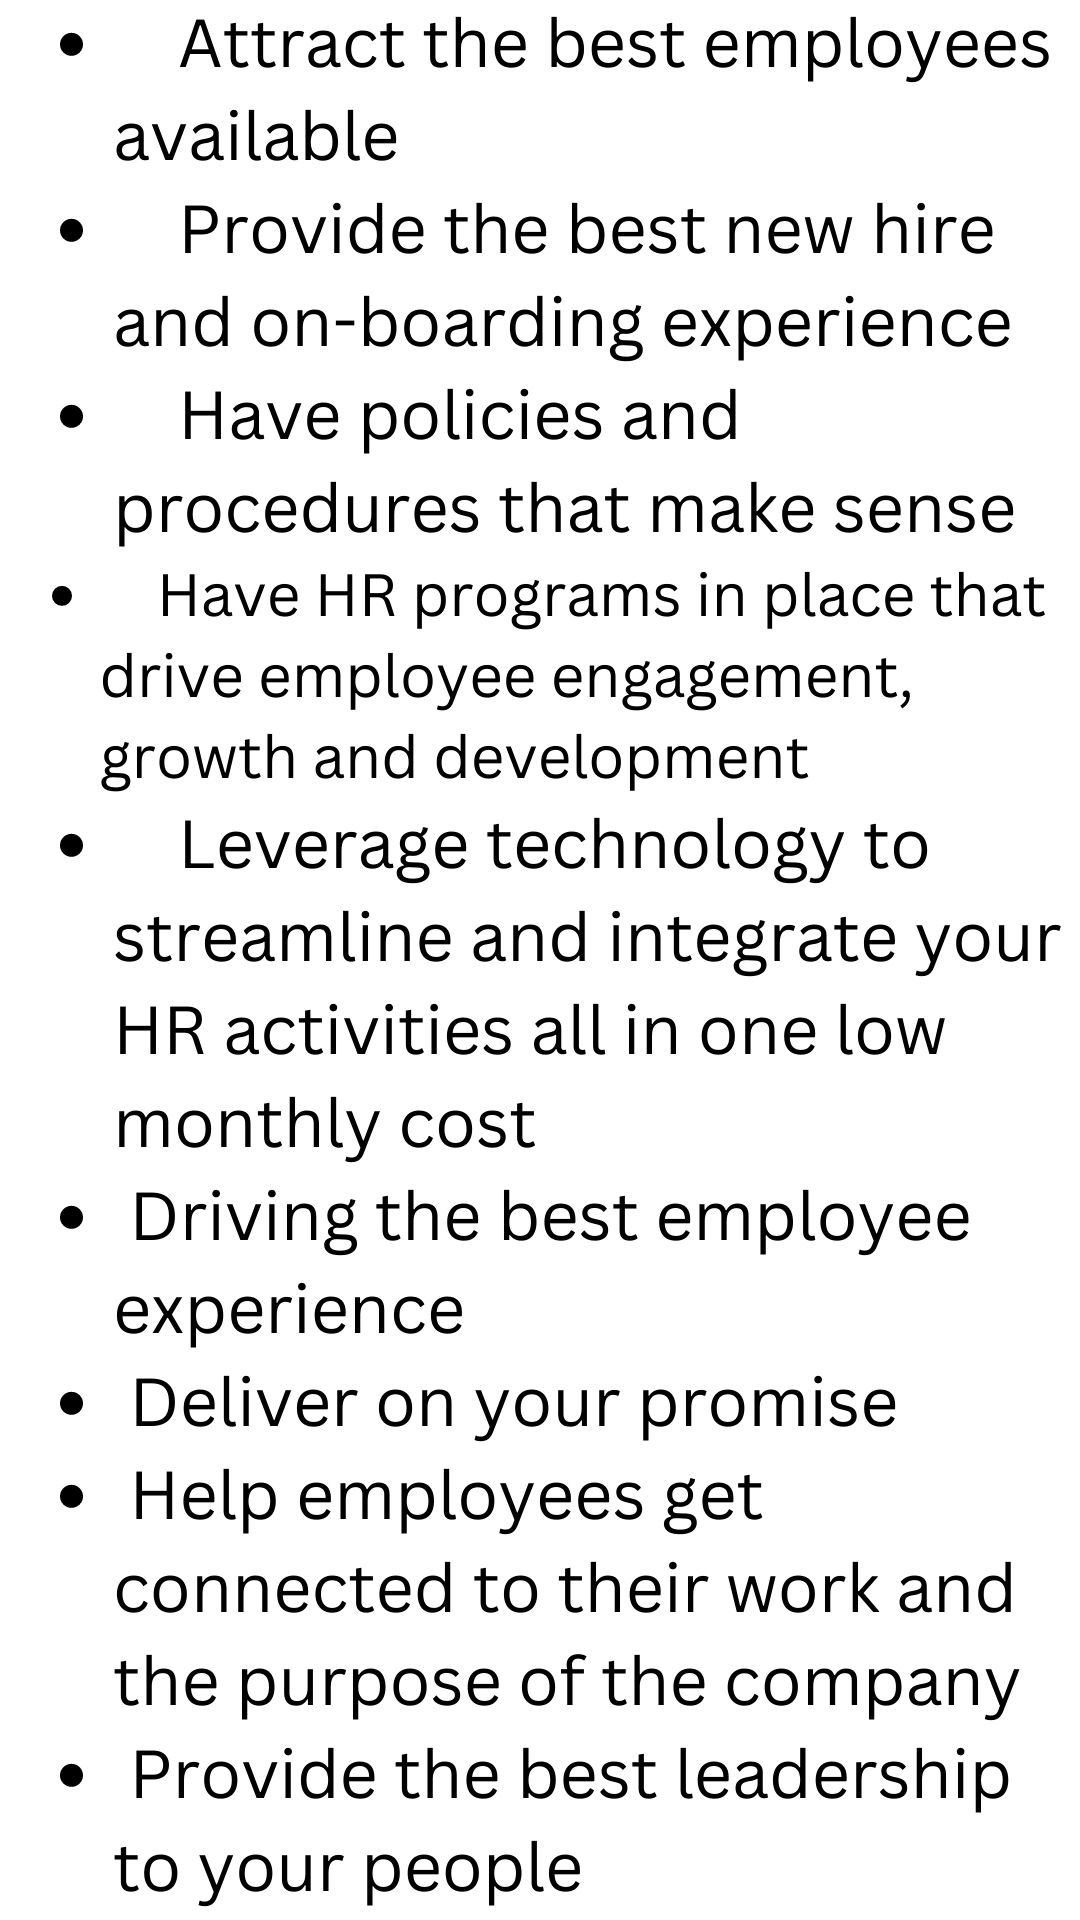 • Attract the best employees
available
• Provide the best new hire
and on-boarding experience
• Have policies and
procedures that make sense
• Have HR programs in place that
drive employee engagement,
growth and development
• Leverage technology to
streamline and integrate your
HR activities all in one low
monthly cost
• Driving the best employee
experience
• Deliver on your promise
• Help employees get
connected to their work and
the purpose of the company
• Provide the best leadership
to your people